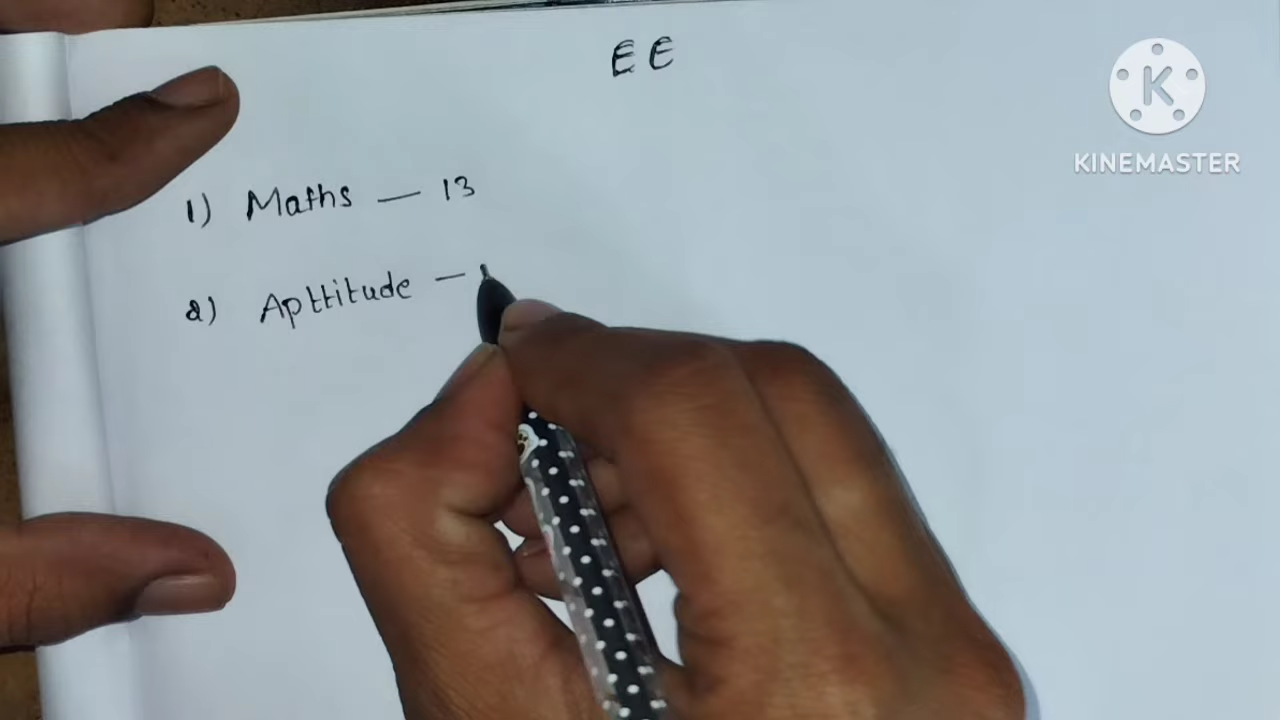 EE
KINEMASTER
1) Maths — 13
2) Apttitude —